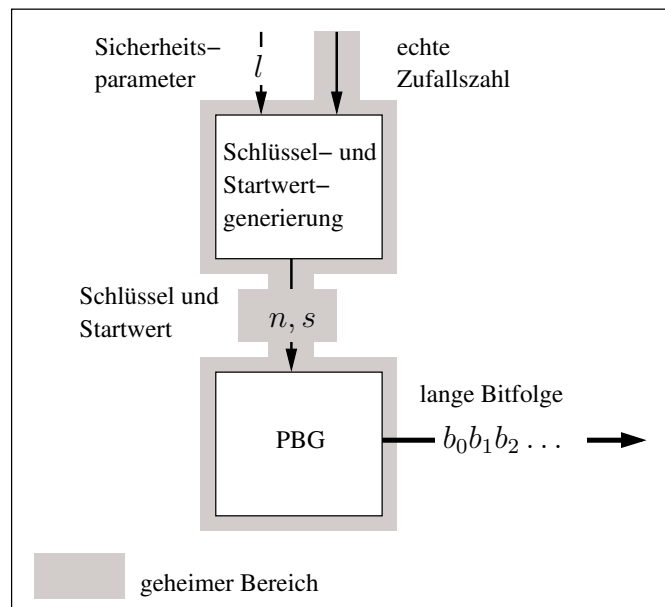 Sicherheits-
parameter
l
echte
Zufallszahl
Schlüssel− und
Startwert-
generierung
Schlüssel und
Startwert
n, s
PBG
lange Bitfolge
b₀b₁b₂ . . .
geheimer Bereich